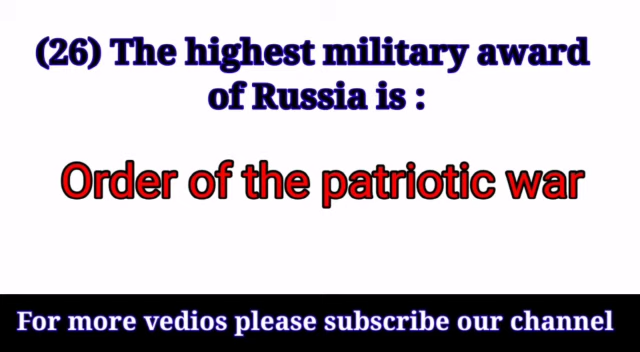 (26) The highest military award
of Russia is :
Order of the patriotic war
For more vedios please subscribe our channel